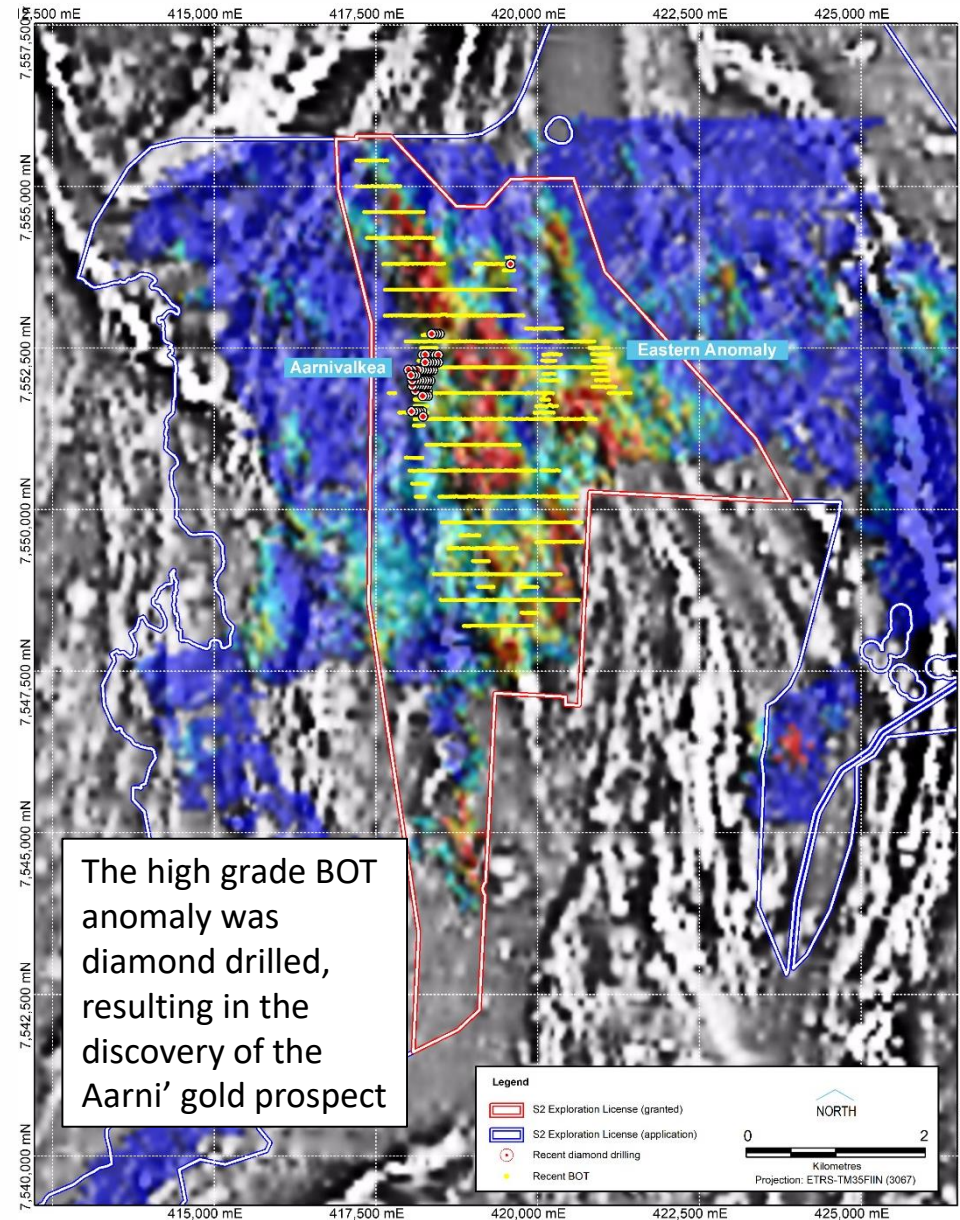 412,500 mE
415,000 mE
417,500 mE
420,000 mE
422,500 mE
425,000 mE
7,557,500 mN
7,555,000 mN
7,552,500 mN
7,550,000 mN
7,547,500 mN
7,545,000 mN
7,542,500 mN
7,540,000 mN
Aarnivalkea
Eastern Anomaly
The high grade BOT
anomaly was
diamond drilled,
resulting in the
discovery of the
Aarni’ gold prospect
Legend
S2 Exploration License (granted)
S2 Exploration License (application)
Recent diamond drilling
Recent BOT
NORTH
0 2
Kilometres
Projection: ETRS-TM35FIIN (3067)
415,000 mE
417,500 mE
420,000 mE
422,500 mE
425,000 mE